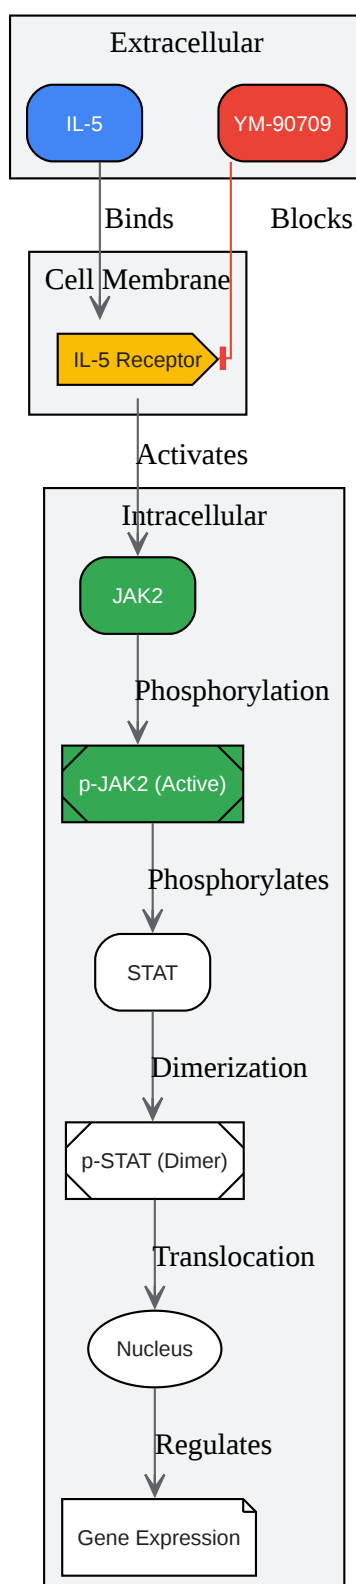 Extracellular
IL-5
YM-90709
Binds
Blocks
Cell Membrane
IL-5 Receptor
Activates
Intracellular
JAK2
Phosphorylation
p-JAK2 (Active)
Phosphorylates
STAT
Dimerization
p-STAT (Dimer)
Translocation
Nucleus
Regulates
Gene Expression